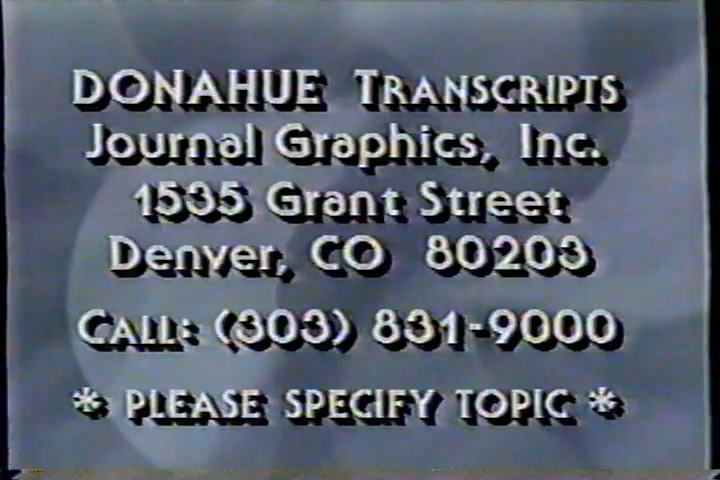 DONAHUE TRANSCRIPTS
Journal Graphics, Inc.
1535 Grant Street
Denver, CO 80203
CALL: (303) 831-9000
* PLEASE SPECIFY TOPIC *